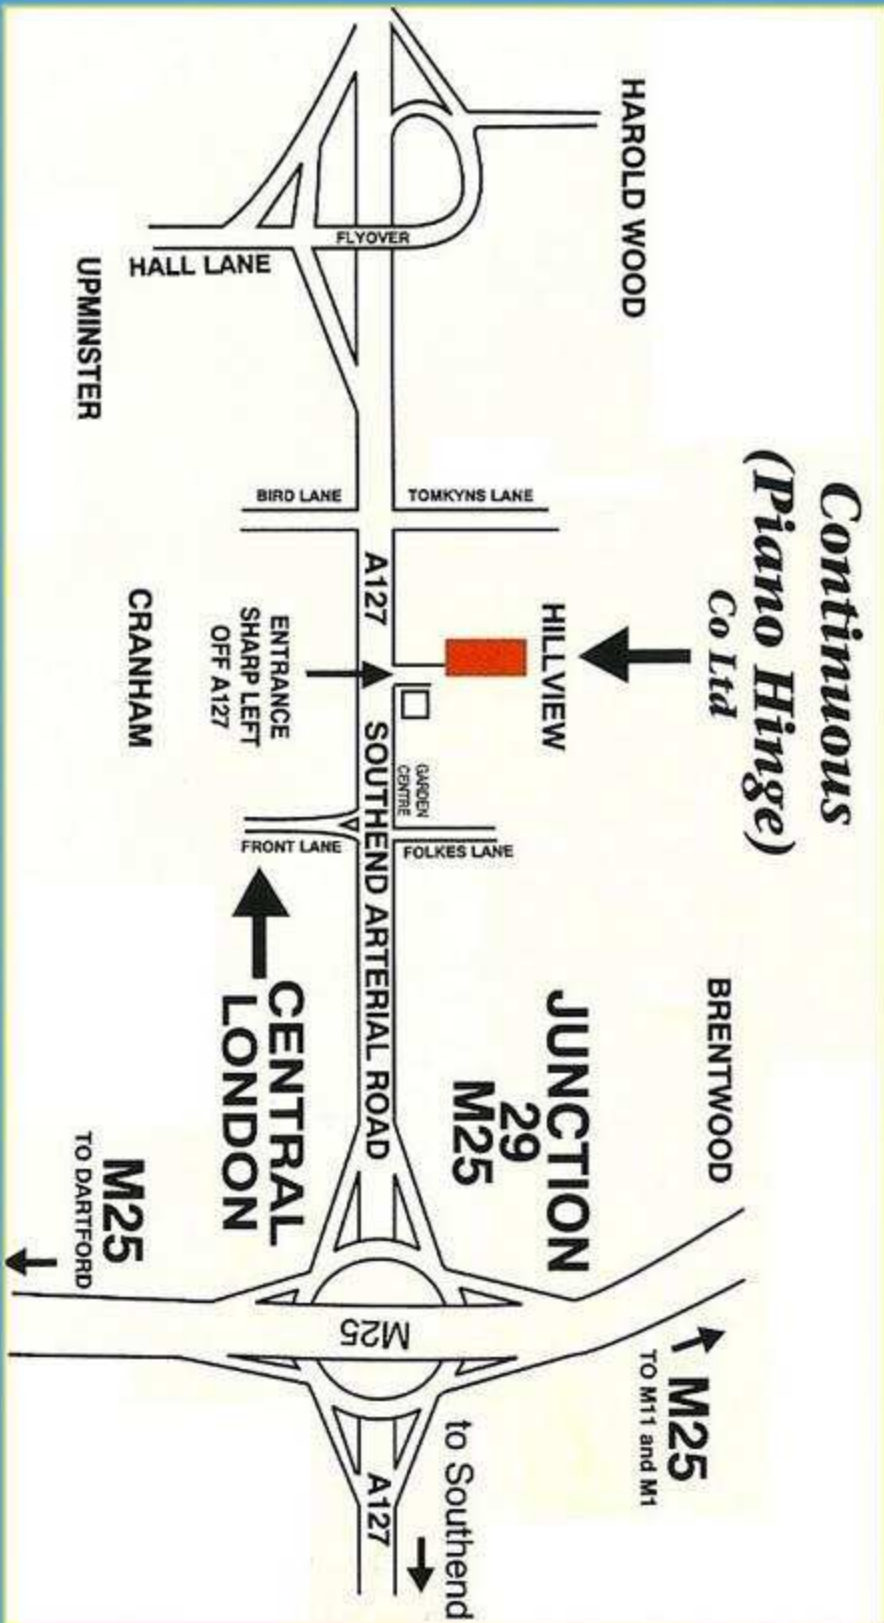 Continuous
(Piano Hinge)
Co Ltd
HAROLD WOOD
BRENTWOOD
HILLVIEW
JUNCTION
29
M25
M25
TO M11 and M1
TOMKYNS LANE
GARDEN
CENTRE
FOLKES LANE
to Southend
FLYOVER
A127
SOUTHEND ARTERIAL ROAD
M25
A127
HALL LANE
BIRD LANE
ENTRANCE
SHARP LEFT
OFF A127
FRONT LANE
CENTRAL
LONDON
UPMINSTER
CRANHAM
M25
TO DARTFORD